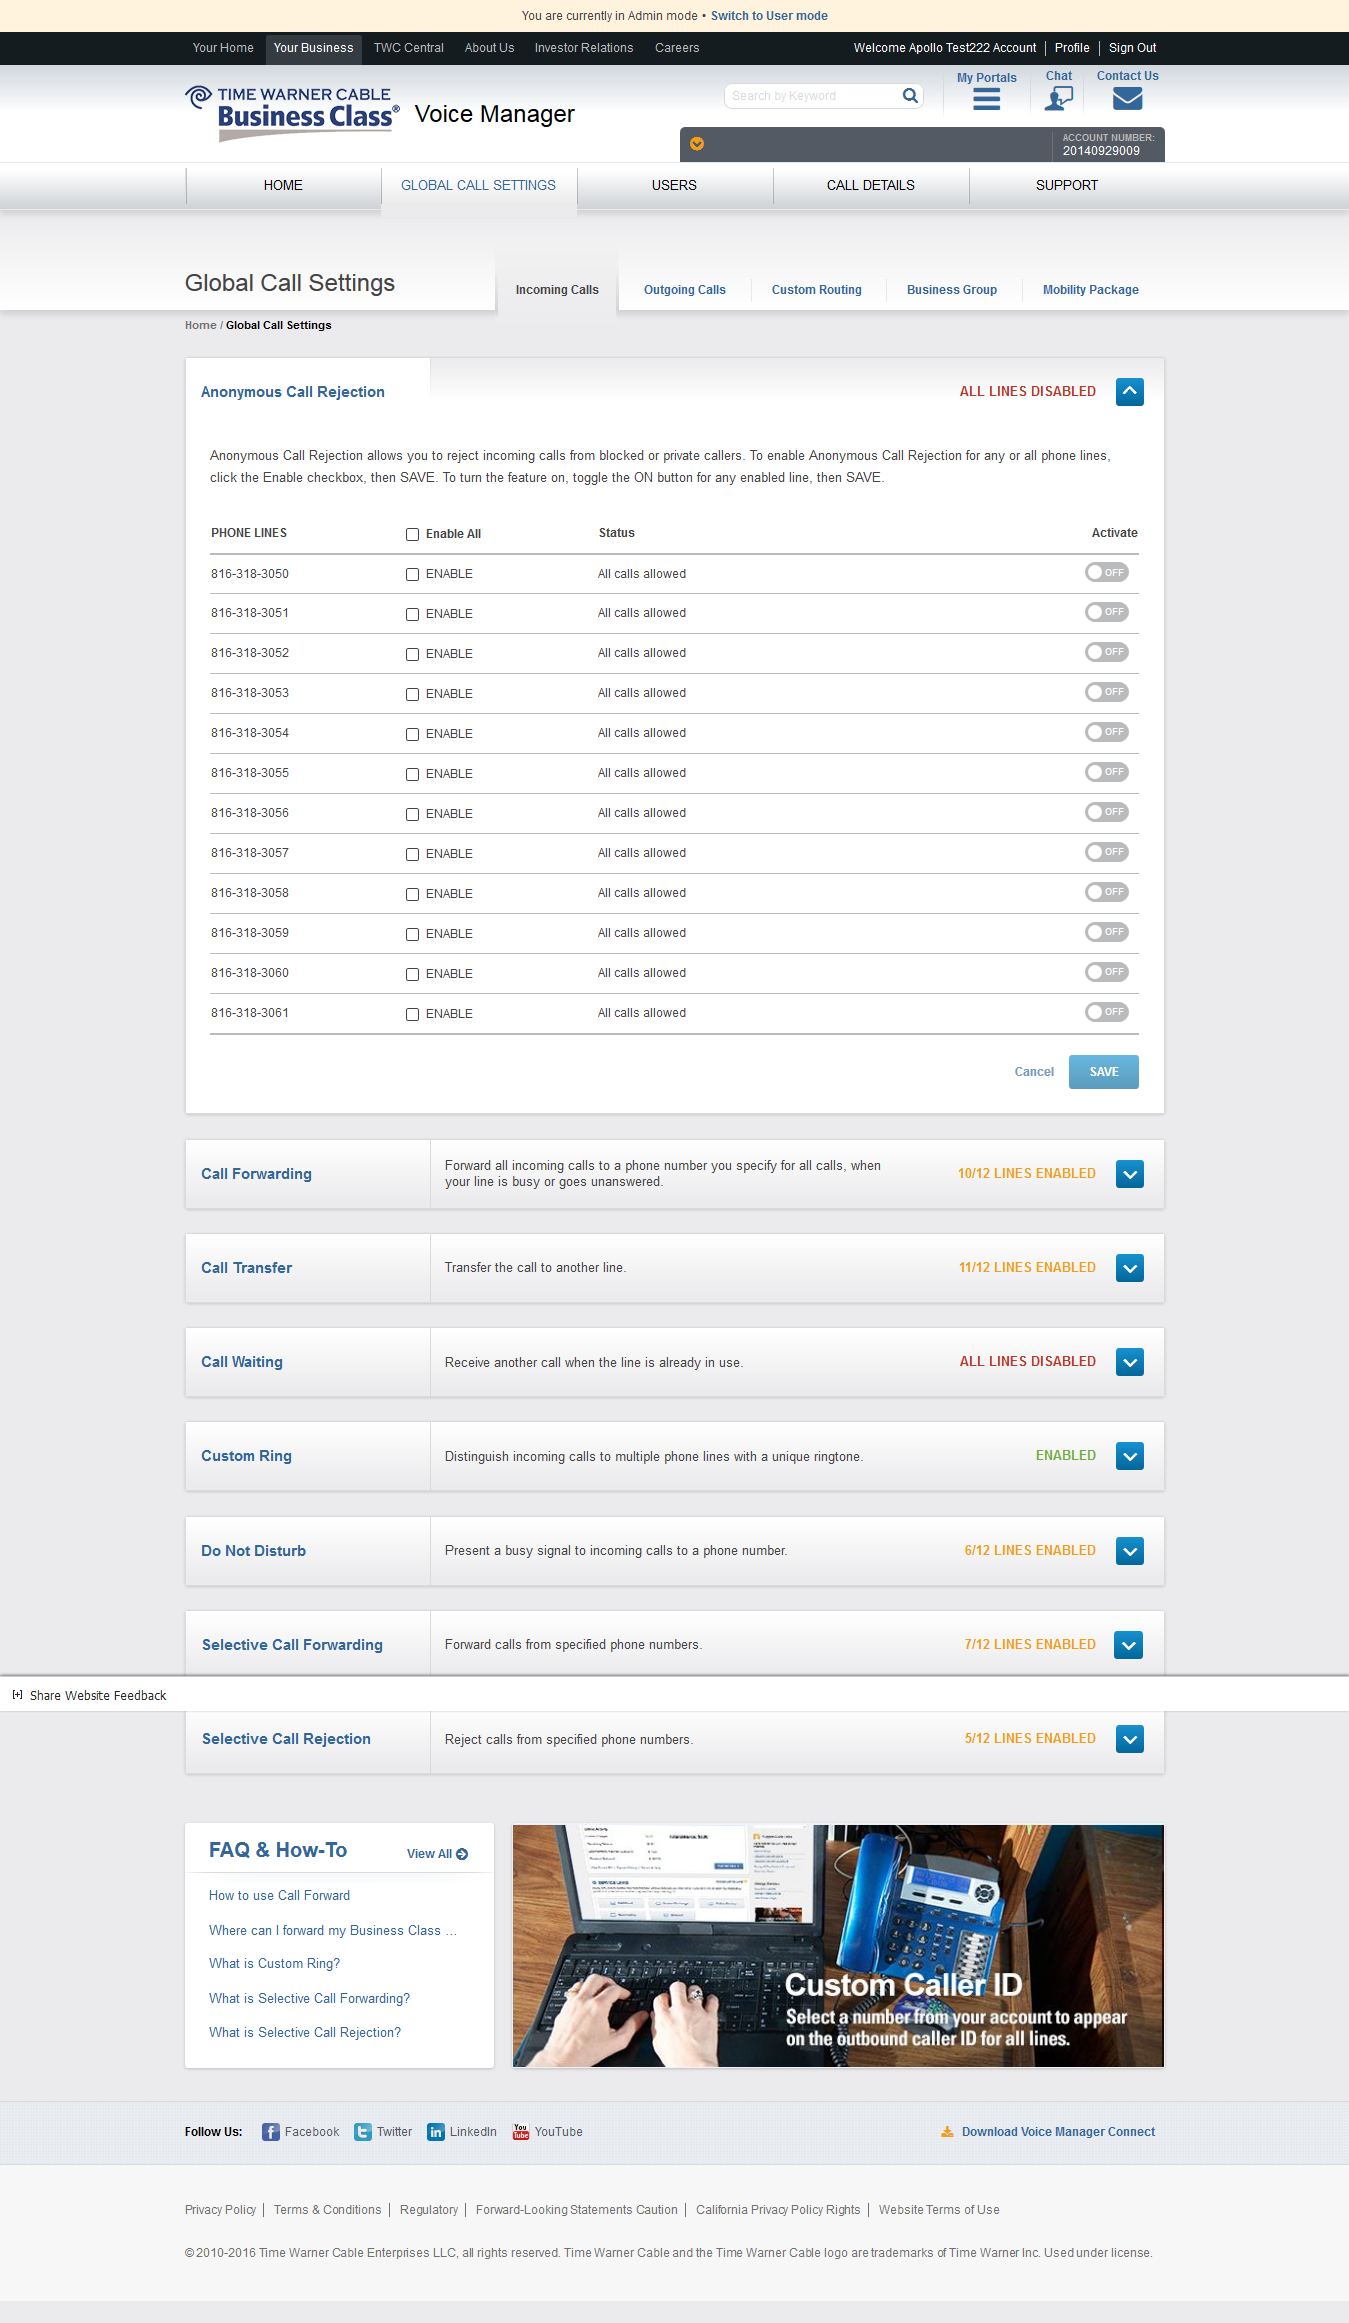 You are currently in Admin mode • Switch to User mode
Your Home Your Business TWC Central About Us Investor Relations Careers Welcome Apollo Test222 Account Profile Sign Out
TIME WARNER CABLE
Business Class®
Voice Manager
Search by Keyword
My Portals Chat Contact Us
ACCOUNT NUMBER:
20140929009
HOME GLOBAL CALL SETTINGS USERS CALL DETAILS SUPPORT
Global Call Settings
Incoming Calls Outgoing Calls Custom Routing Business Group Mobility Package
Home / Global Call Settings
Anonymous Call Rejection ALL LINES DISABLED
Anonymous Call Rejection allows you to reject incoming calls from blocked or private callers. To enable Anonymous Call Rejection for any or all phone lines,
click the Enable checkbox, then SAVE. To turn the feature on, toggle the ON button for any enabled line, then SAVE.
PHONE LINES Enable All Status Activate
816-318-3050 ENABLE All calls allowed OFF
816-318-3051 ENABLE All calls allowed OFF
816-318-3052 ENABLE All calls allowed OFF
816-318-3053 ENABLE All calls allowed OFF
816-318-3054 ENABLE All calls allowed OFF
816-318-3055 ENABLE All calls allowed OFF
816-318-3056 ENABLE All calls allowed OFF
816-318-3057 ENABLE All calls allowed OFF
816-318-3058 ENABLE All calls allowed OFF
816-318-3059 ENABLE All calls allowed OFF
816-318-3060 ENABLE All calls allowed OFF
816-318-3061 ENABLE All calls allowed OFF
Cancel SAVE
Call Forwarding
Forward all incoming calls to a phone number you specify for all calls, when
your line is busy or goes unanswered.
10/12 LINES ENABLED
Call Transfer Transfer the call to another line. 11/12 LINES ENABLED
Call Waiting Receive another call when the line is already in use. ALL LINES DISABLED
Custom Ring Distinguish incoming calls to multiple phone lines with a unique ringtone. ENABLED
Do Not Disturb Present a busy signal to incoming calls to a phone number. 6/12 LINES ENABLED
Selective Call Forwarding Forward calls from specified phone numbers. 7/12 LINES ENABLED
[+] Share Website Feedback
Selective Call Rejection Reject calls from specified phone numbers. 5/12 LINES ENABLED
FAQ & How-To View All
How to use Call Forward
Where can I forward my Business Class ...
What is Custom Ring?
What is Selective Call Forwarding?
What is Selective Call Rejection?
Custom Caller ID
Select a number from your account to appear
on the outbound caller ID for all lines.
Follow Us: Facebook Twitter LinkedIn YouTube Download Voice Manager Connect
Privacy Policy Terms & Conditions Regulatory Forward-Looking Statements Caution California Privacy Policy Rights Website Terms of Use
© 2010-2016 Time Warner Cable Enterprises LLC, all rights reserved. Time Warner Cable and the Time Warner Cable logo are trademarks of Time Warner Inc. Used under license.